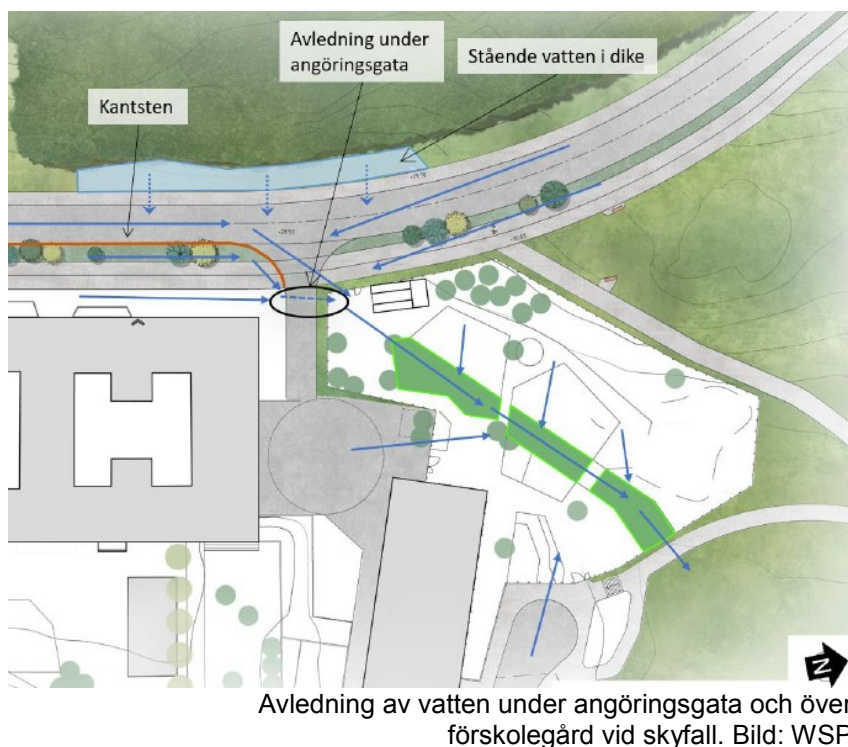 Avledning under
angöringsgata
Stående vatten i dike
Kantsten
N
Avledning av vatten under angöringsgata och över
förskolegård vid skyfall. Bild: WSP